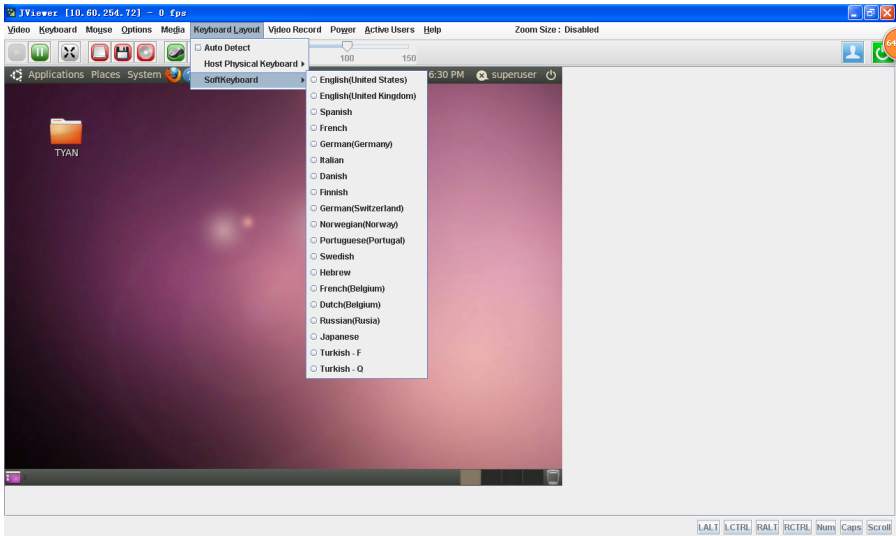 JViewer [10.60.254.72] - 0 fps
Video Keyboard Mouse Options Media Keyboard Layout Video Record Power Active Users Help Zoom Size : Disabled
Auto Detect
Host Physical Keyboard
SoftKeyboard
100 150
64
Applications Places System 6:30 PM superuser
TYAN
English(United States)
English(United Kingdom)
Spanish
French
German(Germany)
Italian
Danish
Finnish
German(Switzerland)
Norwegian(Norway)
Portuguese(Portugal)
Swedish
Hebrew
French(Belgium)
Dutch(Belgium)
Russian(Rusia)
Japanese
Turkish - F
Turkish - Q
LALT LCTRL RALT RCTRL Num Caps Scroll